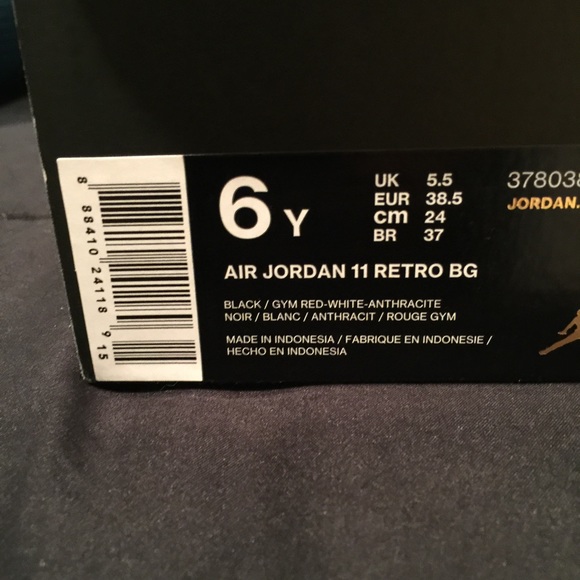 8 88410 24118 9 15
6 Y
UK 5.5
EUR 38.5
cm 24
BR 37
JORDAN.
AIR JORDAN 11 RETRO BG
BLACK / GYM RED-WHITE-ANTHRACITE
NOIR / BLANC / ANTHRACIT / ROUGE GYM
MADE IN INDONESIA / FABRIQUE EN INDONESIE /
HECHO EN INDONESIA